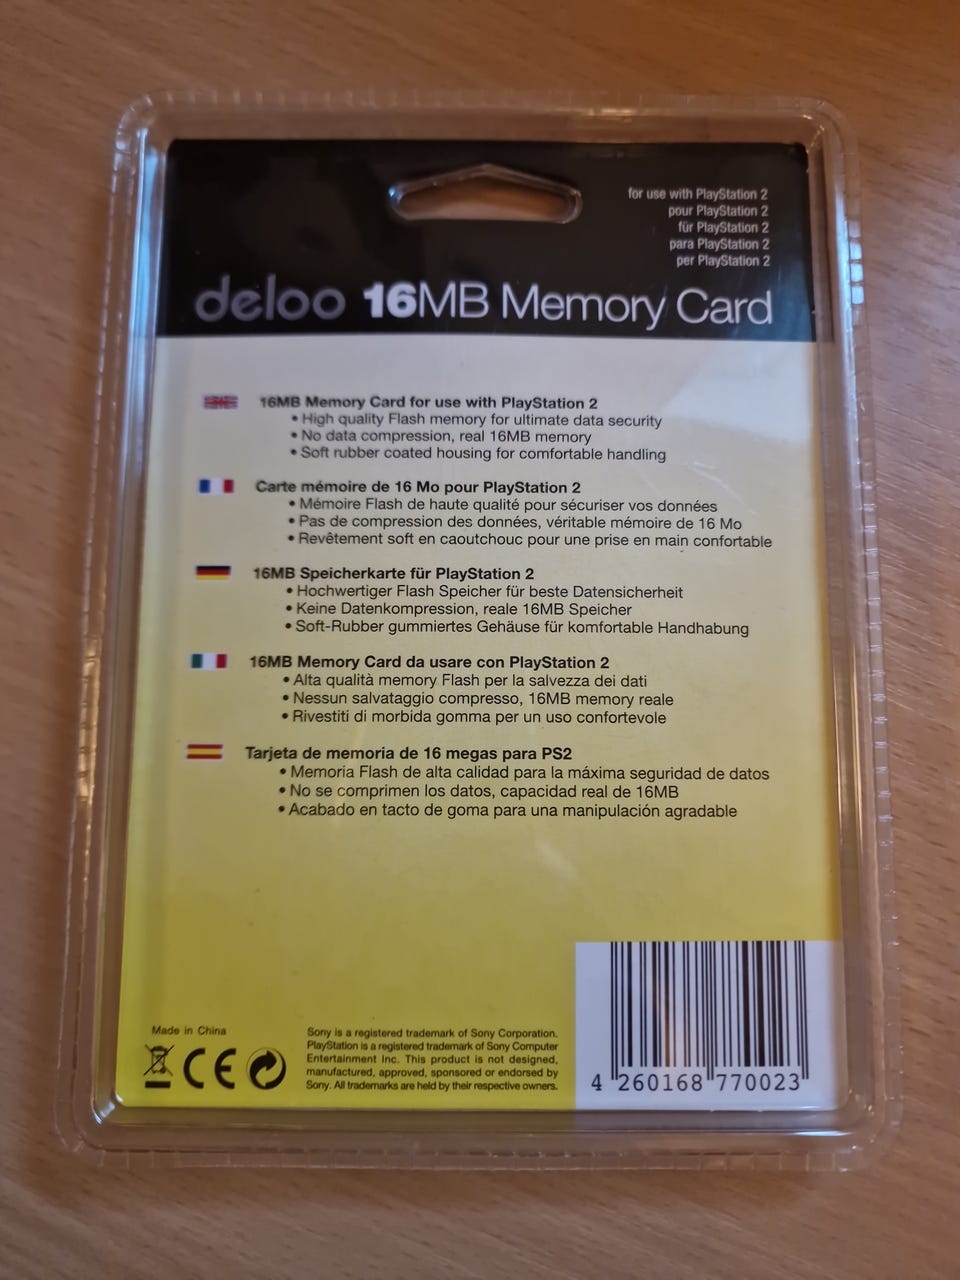 for use with PlayStation 2
pour PlayStation 2
für PlayStation 2
para PlayStation 2
per PlayStation 2
deloo 16MB Memory Card
16MB Memory Card for use with PlayStation 2
• High quality Flash memory for ultimate data security
• No data compression, real 16MB memory
• Soft rubber coated housing for comfortable handling
Carte mémoire de 16 Mo pour PlayStation 2
• Mémoire Flash de haute qualité pour sécuriser vos données
• Pas de compression des données, véritable mémoire de 16 Mo
• Revêtement soft en caoutchouc pour une prise en main confortable
16MB Speicherkarte für PlayStation 2
• Hochwertiger Flash Speicher für beste Datensicherheit
• Keine Datenkompression, reale 16MB Speicher
• Soft-Rubber gummiertes Gehäuse für komfortable Handhabung
16MB Memory Card da usare con PlayStation 2
• Alta qualità memory Flash per la salvezza dei dati
• Nessun salvataggio compresso, 16MB memory reale
• Rivestiti di morbida gomma per un uso confortevole
Tarjeta de memoria de 16 megas para PS2
• Memoria Flash de alta calidad para la máxima seguridad de datos
• No se comprimen los datos, capacidad real de 16MB
• Acabado en tacto de goma para una manipulación agradable
Made in China
CE
Sony is a registered trademark of Sony Corporation.
PlayStation is a registered trademark of Sony Computer
Entertainment Inc. This product is not designed,
manufactured, approved, sponsored or endorsed by
Sony. All trademarks are held by their respective owners.
4 260168 770023